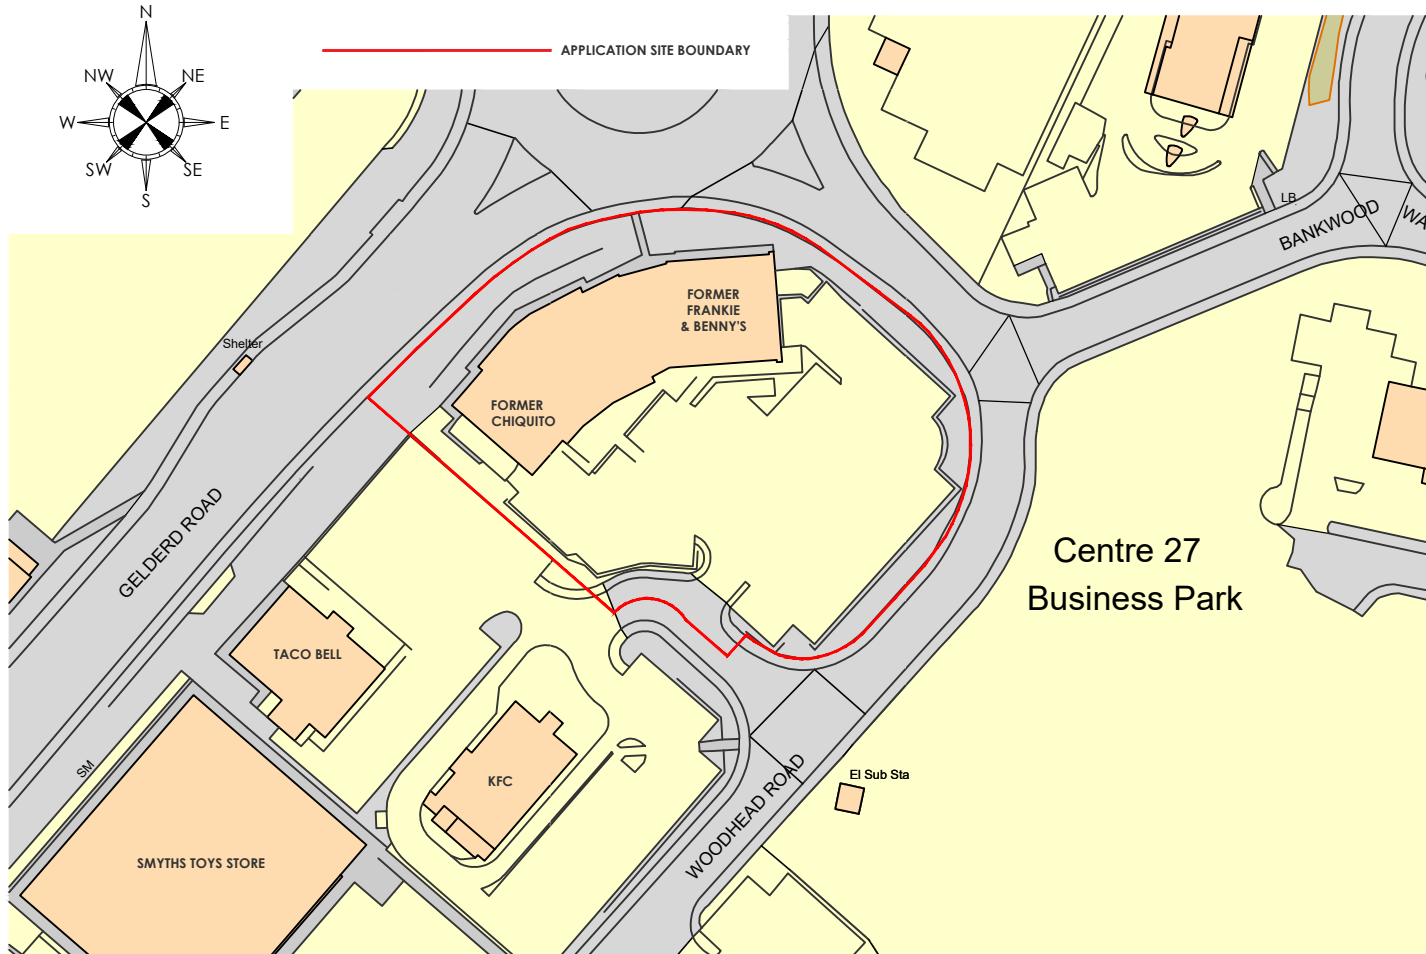 N
NW
NE
W
E
SW
SE
S
APPLICATION SITE BOUNDARY
LB
BANKWOOD
FORMER
FRANKIE
& BENNY'S
Shelter
FORMER
CHIQUITO
GELDERD ROAD
Centre 27
Business Park
TACO BELL
SM
KFC
El Sub Sta
WOODHEAD ROAD
SMYTHS TOYS STORE